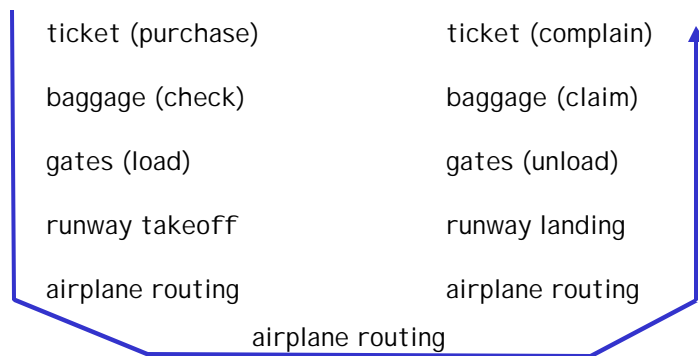 ticket (purchase)
ticket (complain)
baggage (check)
baggage (claim)
gates (load)
gates (unload)
runway takeoff
runway landing
airplane routing
airplane routing
airplane routing